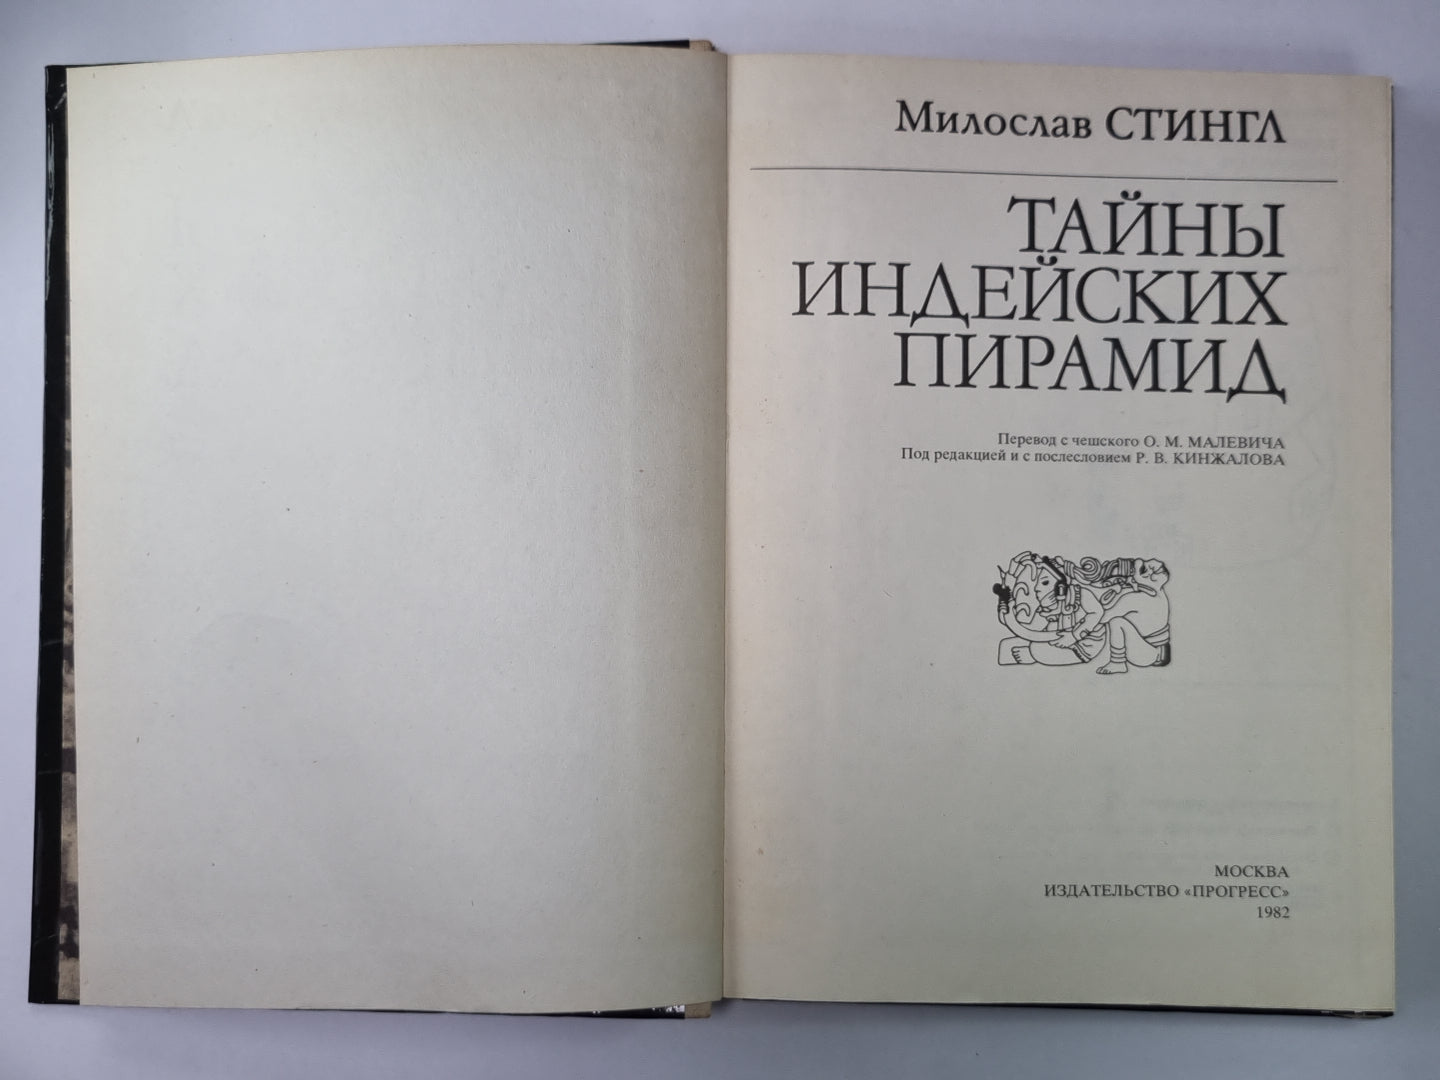 Милослав СТИНГЛ
ТАЙНЫ
ИНДЕЙСКИХ
ПИРАМИД
Перевод с чешского О. М. МАЛЕВИЧА
Под редакцией и с послесловием Р. В. КИНЖАЛОВА
МОСКВА
ИЗДАТЕЛЬСТВО «ПРОГРЕСС»
1982